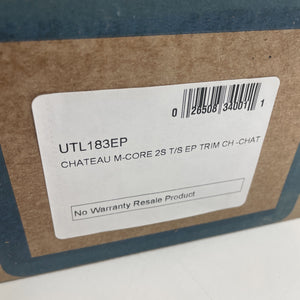 0 26508 34001 1
UTL183EP
CHATEAU M-CORE 2S T/S EP TRIM CH -CHAT
No Warranty Resale Product